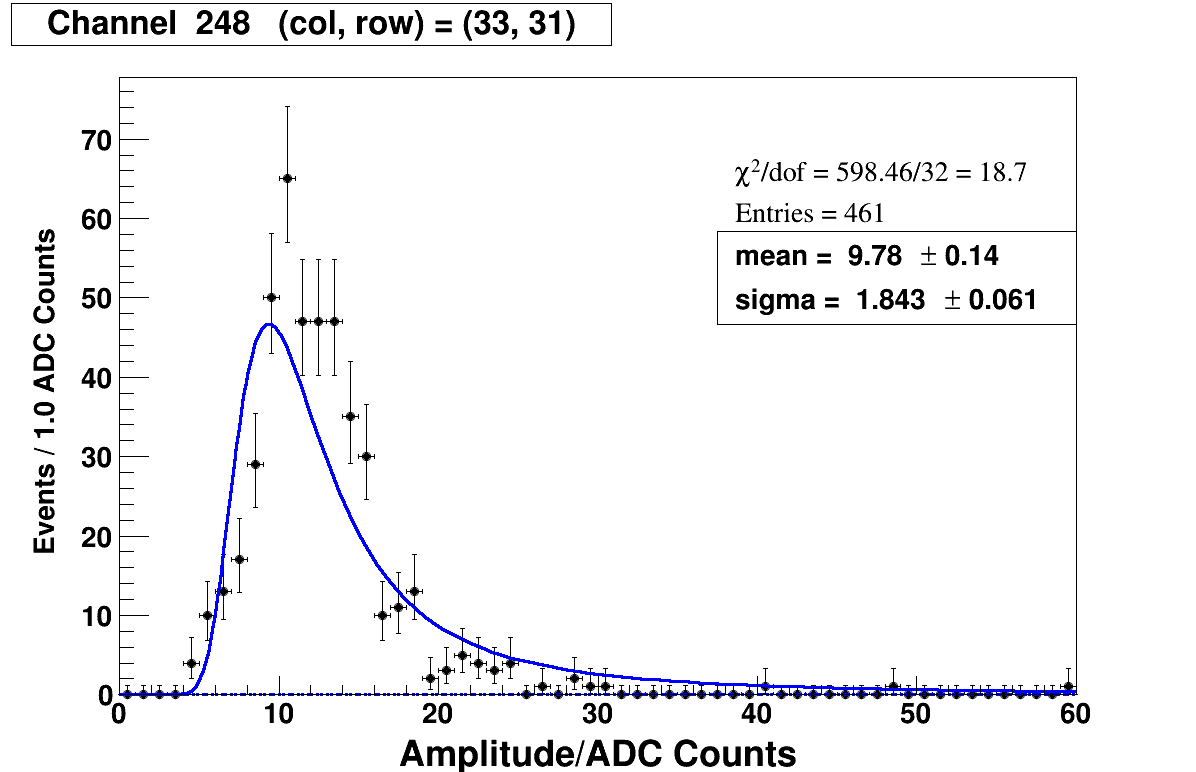 Channel 248 (col, row) = (33, 31)
χ²/dof = 598.46/32 = 18.7
Entries = 461
mean = 9.78 ± 0.14
sigma = 1.843 ± 0.061
Events / 1.0 ADC Counts
70
60
50
40
30
20
10
0
0 10 20 30 40 50 60
Amplitude/ADC Counts